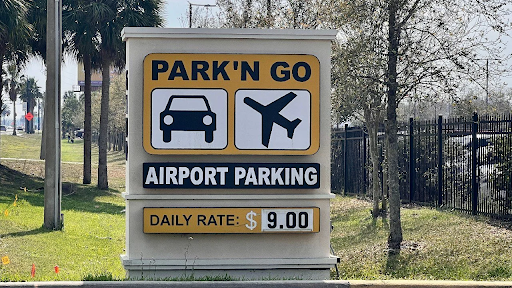 PARK'N GO
AIRPORT PARKING
DAILY RATE: $ 9.00